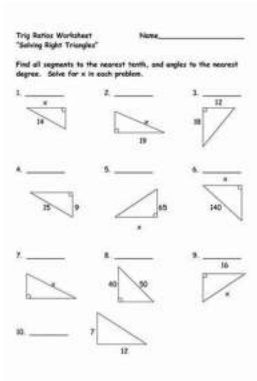 Trig Ratios Worksheet Name
"Solving Right Triangles"
Find all segments to the nearest tenth, and angles to the nearest
degree. Solve for x in each problem.
1. 2. 3.
x 12
14 x 18
19
4. 5. 6.
x
15 9 65 140
x
7. 8. 9.
16
x 40 50 x
10. 7
12